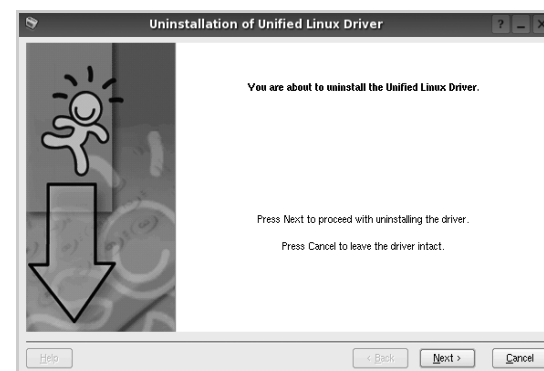 Uninstallation of Unified Linux Driver
You are about to uninstall the Unified Linux Driver.
Press Next to proceed with uninstalling the driver.
Press Cancel to leave the driver intact.
Help
< Back
Next >
Cancel